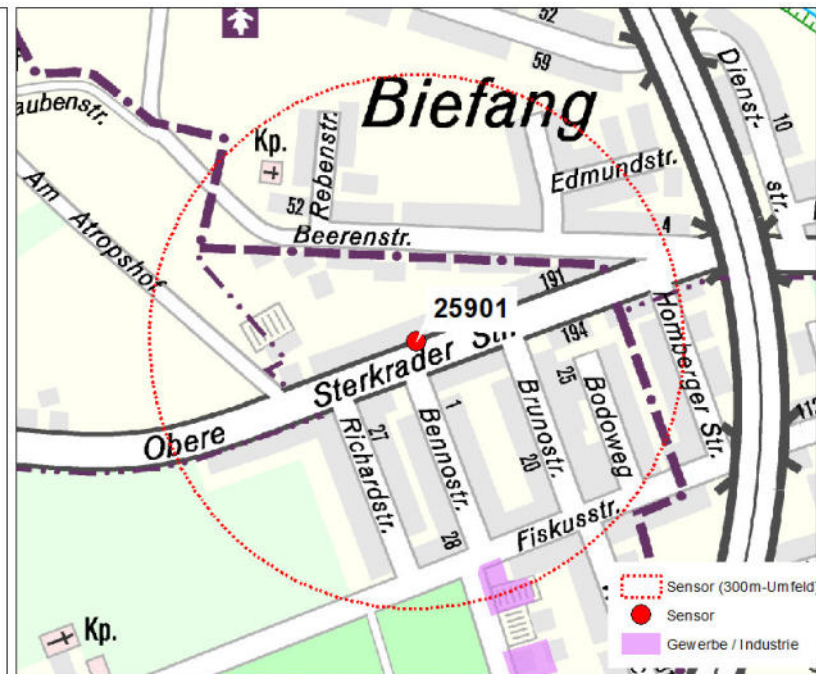 52
59
Biefang
Dienst-
str.
10
aubenstr.
Kp.
Rebenstr.
Edmundstr.
Am Atropshof
52
Beerenstr.
4
191
25901
194
Homberger Str.
Obere Sterkrader Str.
25
Bodoweg
1
Bennostr.
Brunostr.
27
Richardstr.
20
28
Fiskusstr.
112
Kp.
Sensor (300m-Umfeld)
Sensor
Gewerbe / Industrie